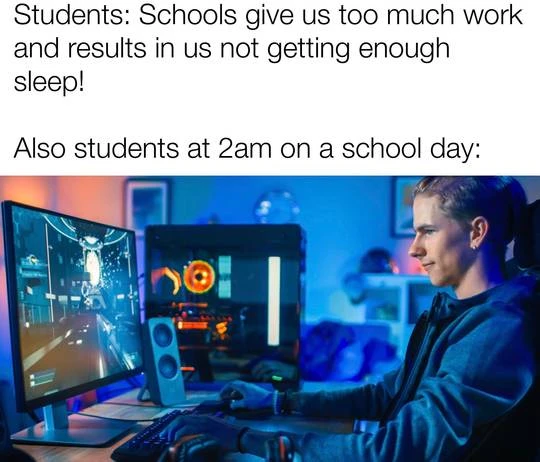 Students: Schools give us too much work
and results in us not getting enough
sleep!
Also students at 2am on a school day: